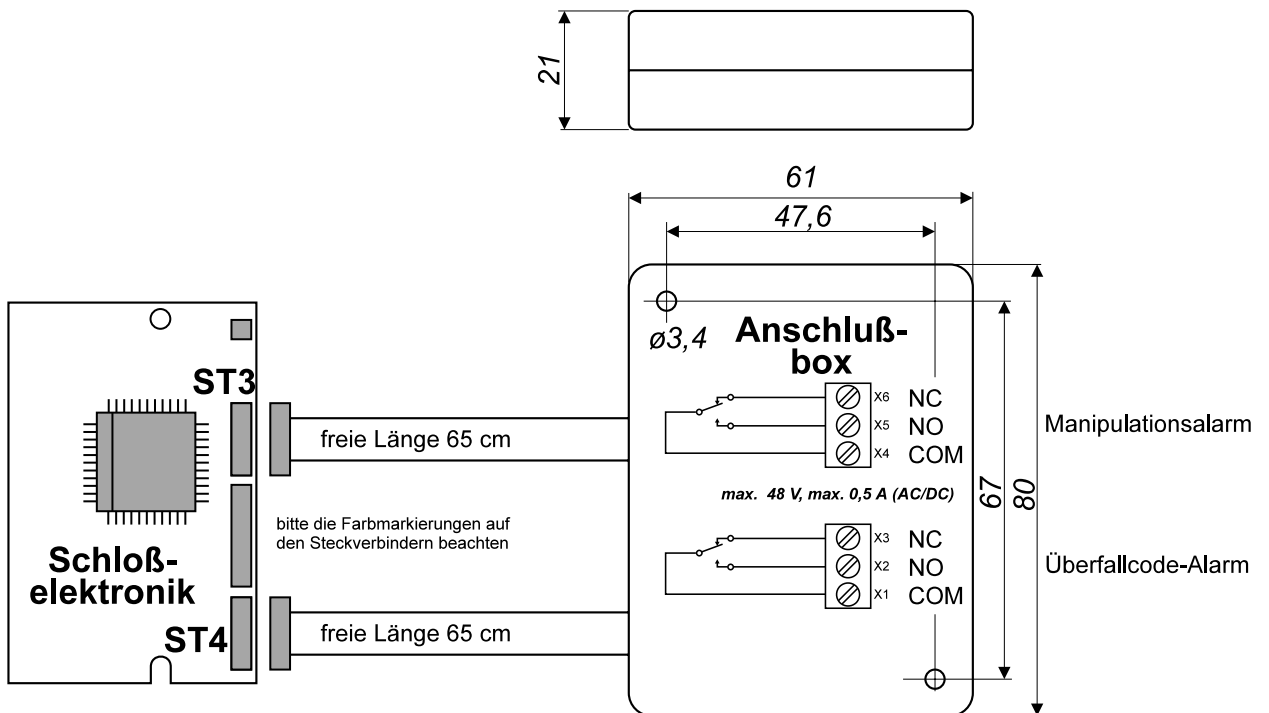 21
61
47,6
ø3,4
Anschluß-
box
ST3
X6 NC
X5 NO
X4 COM
Manipulationsalarm
freie Länge 65 cm
max. 48 V, max. 0,5 A (AC/DC)
67
80
bitte die Farbmarkierungen auf
den Steckverbindern beachten
Schloß-
elektronik
X3 NC
X2 NO
X1 COM
Überfallcode-Alarm
ST4
freie Länge 65 cm